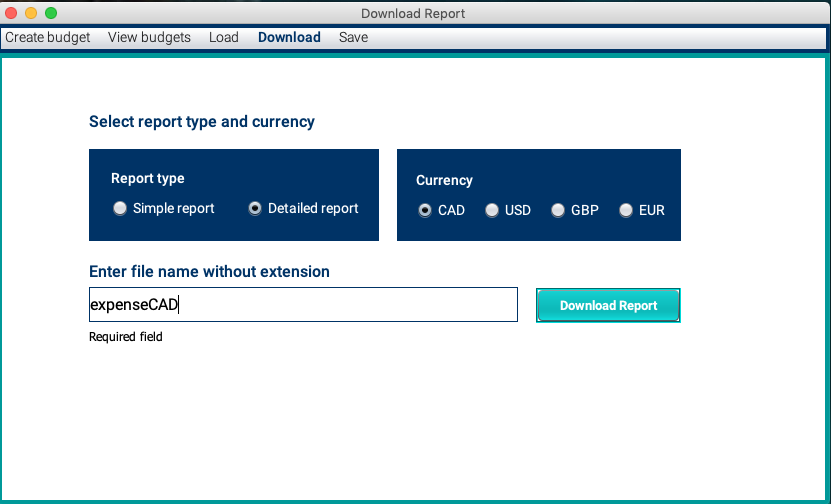 Download Report
Create budget View budgets Load Download Save
Select report type and currency
Report type
Simple report Detailed report
Currency
CAD USD GBP EUR
Enter file name without extension
expenseCAD
Download Report
Required field